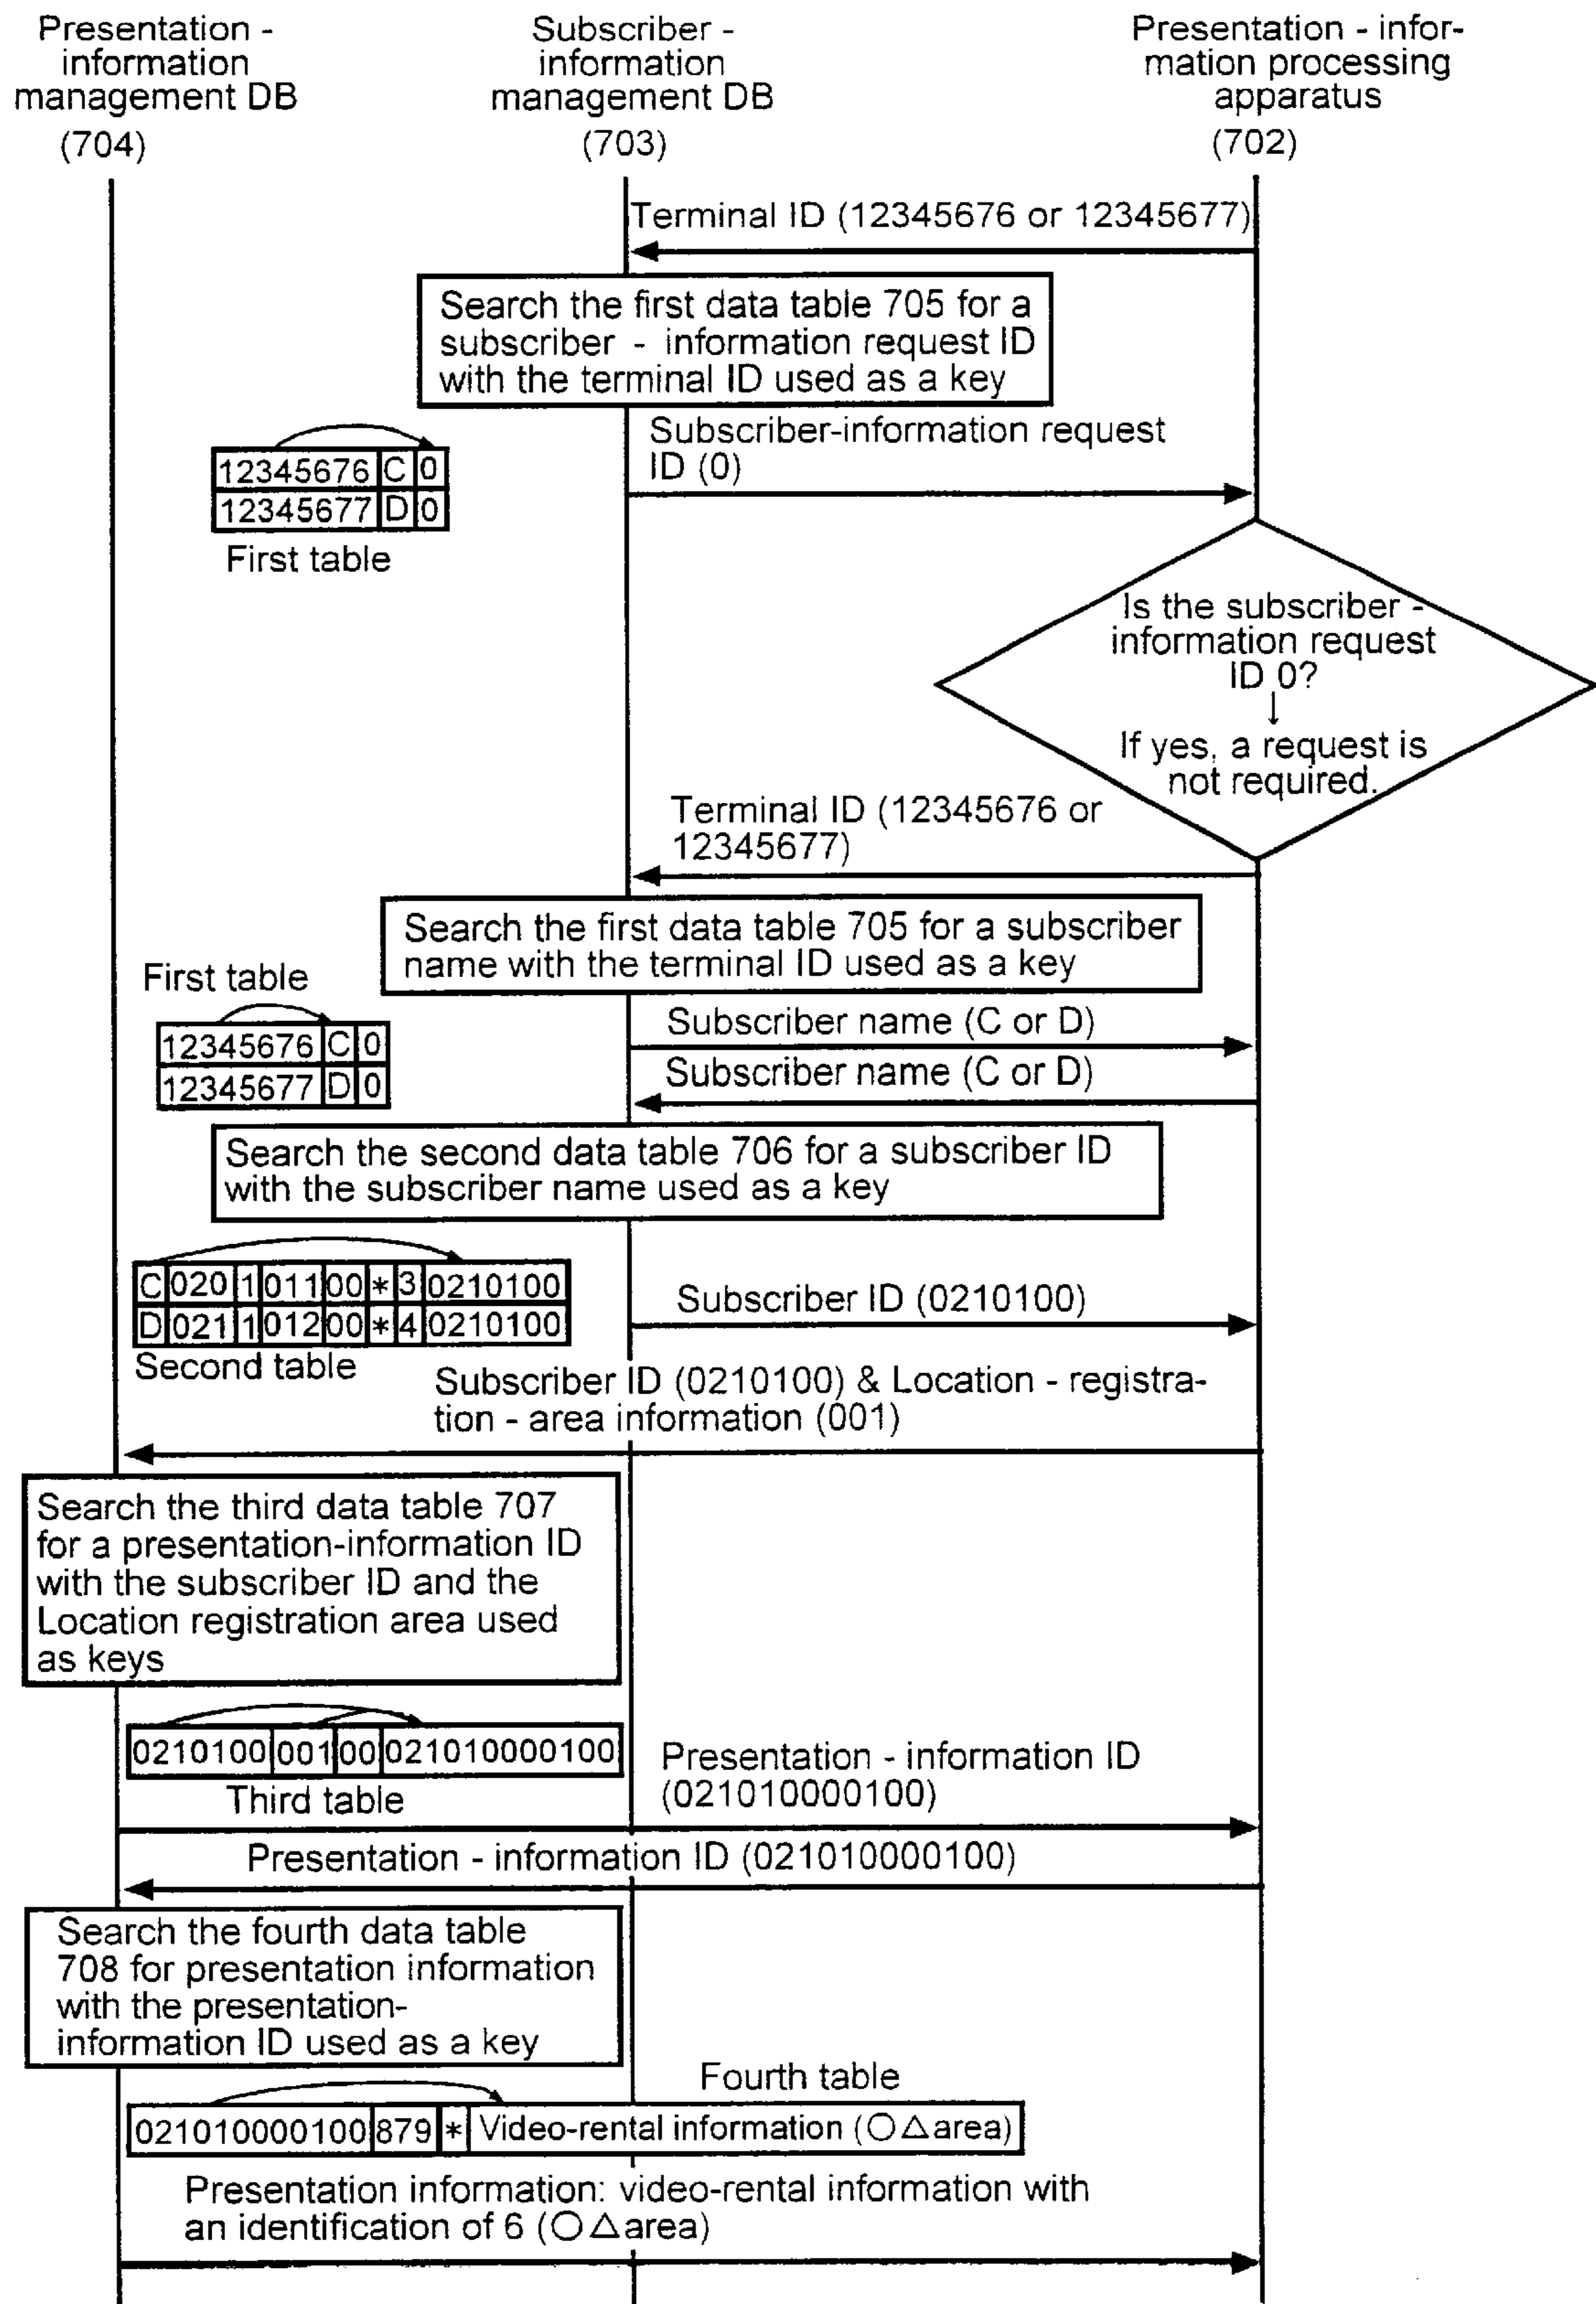 Presentation -
information
management DB
(704)
Subscriber -
information
management DB
(703)
Presentation - infor-
mation processing
apparatus
(702)
Terminal ID (12345676 or 12345677)
Search the first data table 705 for a
subscriber - information request ID
with the terminal ID used as a key
Subscriber-information request
ID (0)
12345676 C 0
12345677 D 0
First table
Is the subscriber -
information request
ID 0?
↓
If yes, a request is
not required.
Terminal ID (12345676 or
12345677)
Search the first data table 705 for a subscriber
name with the terminal ID used as a key
First table
12345676 C 0
12345677 D 0
Subscriber name (C or D)
Subscriber name (C or D)
Search the second data table 706 for a subscriber ID
with the subscriber name used as a key
C 020 1 011 00 * 3 0210100
D 021 1 012 00 * 4 0210100
Second table
Subscriber ID (0210100)
Subscriber ID (0210100) & Location - registra-
tion - area information (001)
Search the third data table 707
for a presentation-information ID
with the subscriber ID and the
Location registration area used
as keys
0210100 001 00 021010000100
Third table
Presentation - information ID
(021010000100)
Presentation - information ID (021010000100)
Search the fourth data table
708 for presentation information
with the presentation-
information ID used as a key
Fourth table
021010000100 879 * Video-rental information (○△area)
Presentation information: video-rental information with
an identification of 6 (○△area)